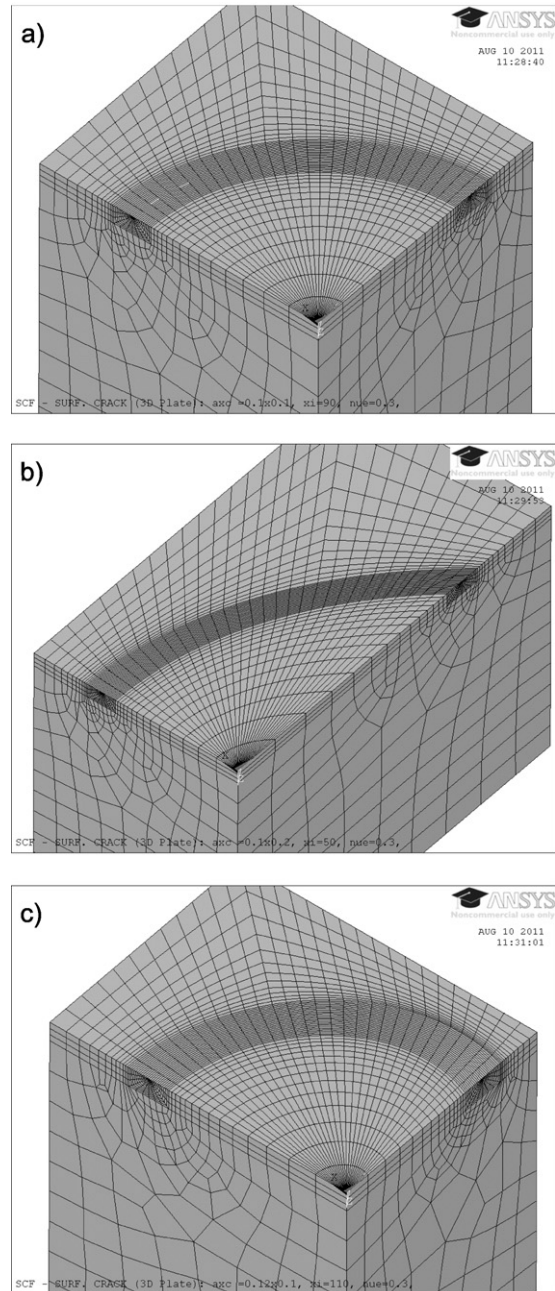 a)
ANSYS
Noncommercial use only
AUG 10 2011
11:28:40
SCF - SURF. CRACK (3D Plate): axc =0.1x0.1, xi=90, nue=0.3,
b)
ANSYS
Noncommercial use only
AUG 10 2011
11:29:53
SCF - SURF. CRACK (3D Plate): axc =0.1x0.2, xi=50, nue=0.3,
c)
ANSYS
Noncommercial use only
AUG 10 2011
11:31:01
SCF - SURF. CRACK (3D Plate): axc =0.12x0.1, xi=110, nue=0.3,